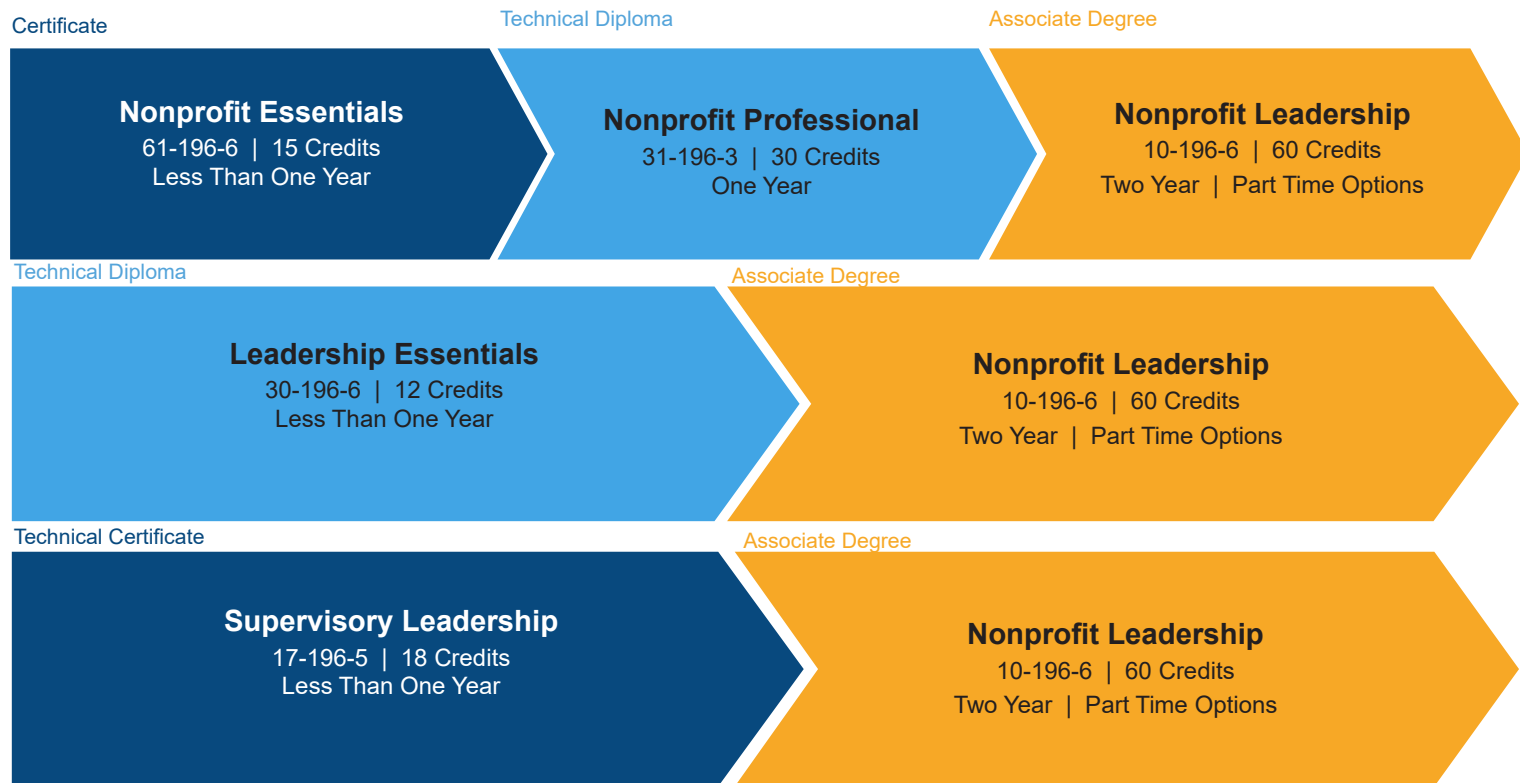 Certificate
Technical Diploma
Associate Degree
Nonprofit Essentials
61-196-6 | 15 Credits
Less Than One Year
Nonprofit Professional
31-196-3 | 30 Credits
One Year
Nonprofit Leadership
10-196-6 | 60 Credits
Two Year | Part Time Options
Technical Diploma
Associate Degree
Leadership Essentials
30-196-6 | 12 Credits
Less Than One Year
Nonprofit Leadership
10-196-6 | 60 Credits
Two Year | Part Time Options
Technical Certificate
Associate Degree
Supervisory Leadership
17-196-5 | 18 Credits
Less Than One Year
Nonprofit Leadership
10-196-6 | 60 Credits
Two Year | Part Time Options